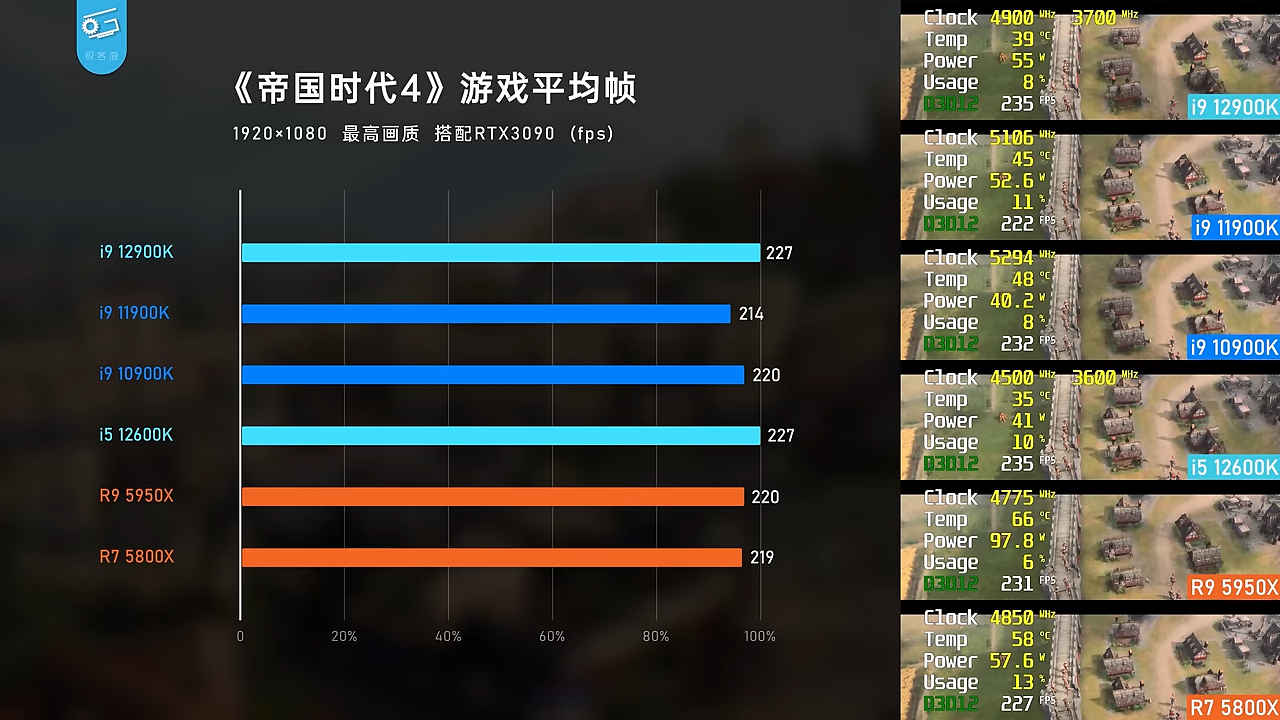 极客湾
《帝国时代4》游戏平均帧
1920×1080 最高画质 搭配RTX3090 (fps)
i9 12900K 227
i9 11900K 214
i9 10900K 220
i5 12600K 227
R9 5950X 220
R7 5800X 219
0 20% 40% 60% 80% 100%
Clock 4900 MHz 3700 MHz
Temp 39 °C
Power 55 W
Usage 8 %
D3D12 235 FPS
i9 12900K
Clock 5106 MHz
Temp 45 °C
Power 52.6 W
Usage 11 %
D3D12 222 FPS
i9 11900K
Clock 5294 MHz
Temp 48 °C
Power 40.2 W
Usage 8 %
D3D12 232 FPS
i9 10900K
Clock 4500 MHz 3600 MHz
Temp 35 °C
Power 41 W
Usage 10 %
D3D12 235 FPS
i5 12600K
Clock 4775 MHz
Temp 66 °C
Power 97.8 W
Usage 6 %
D3D12 231 FPS
R9 5950X
Clock 4850 MHz
Temp 58 °C
Power 57.6 W
Usage 13 %
D3D12 227 FPS
R7 5800X